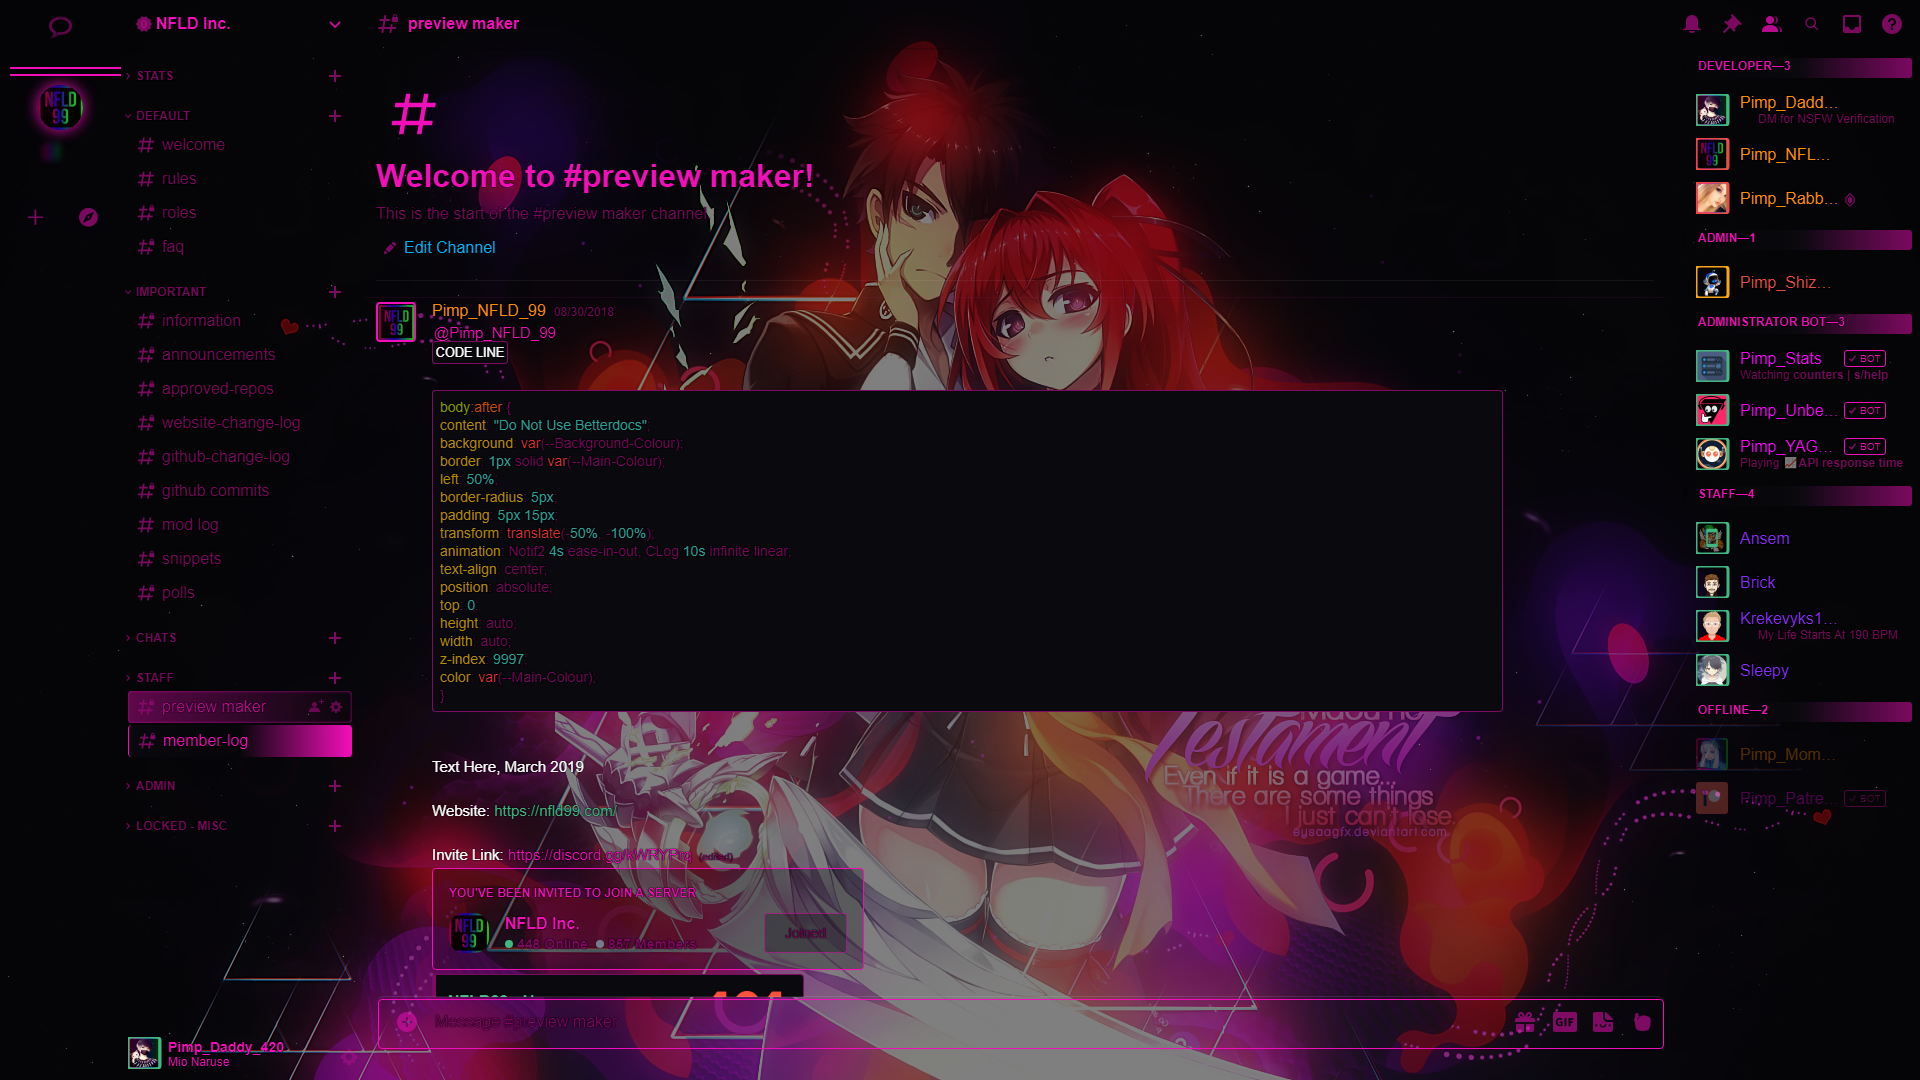 NFLD Inc.
STATS
DEFAULT
welcome
rules
roles
faq
IMPORTANT
information
announcements
approved-repos
website-change-log
github-change-log
github commits
mod log
snippets
polls
CHATS
STAFF
preview maker
member-log
ADMIN
LOCKED - MISC
Pimp_Daddy_420
Mio Naruse
NFLD
99
# preview maker
#
Welcome to #preview maker!
This is the start of the #preview maker channel.
Edit Channel
Pimp_NFLD_99 08/30/2018
@Pimp_NFLD_99
CODE LINE
body:after {
content: "Do Not Use Betterdocs";
background: var(--Background-Colour);
border: 1px solid var(--Main-Colour);
left: 50%;
border-radius: 5px;
padding: 5px 15px;
transform: translate(-50%, -100%);
animation: Notif2 4s ease-in-out, CLog 10s infinite linear;
text-align: center;
position: absolute;
top: 0;
height: auto;
width: auto;
z-index: 9997;
color: var(--Main-Colour);
}
Testament
Even if it is a game...
There are some things
I just can't lose.
eysaagfx.deviantart.com
Text Here, March 2019
Website: https://nfld99.com/
Invite Link: (edited)
YOU'VE BEEN INVITED TO JOIN A SERVER
NFLD Inc.
448 Online 857 Members
Joined
Message #preview maker
GIF
DEVELOPER—3
Pimp_Dadd...
DM for NSFW Verification
Pimp_NFL...
Pimp_Rabb...
ADMIN—1
Pimp_Shiz...
ADMINISTRATOR BOT—3
Pimp_Stats BOT
Watching counters | s/help
Pimp_Unbe... BOT
Pimp_YAG... BOT
Playing API response time
STAFF—4
Ansem
Brick
Krekevyks1...
My Life Starts At 190 BPM
Sleepy
OFFLINE—2
Pimp_Mom...
Pimp_Patre... BOT